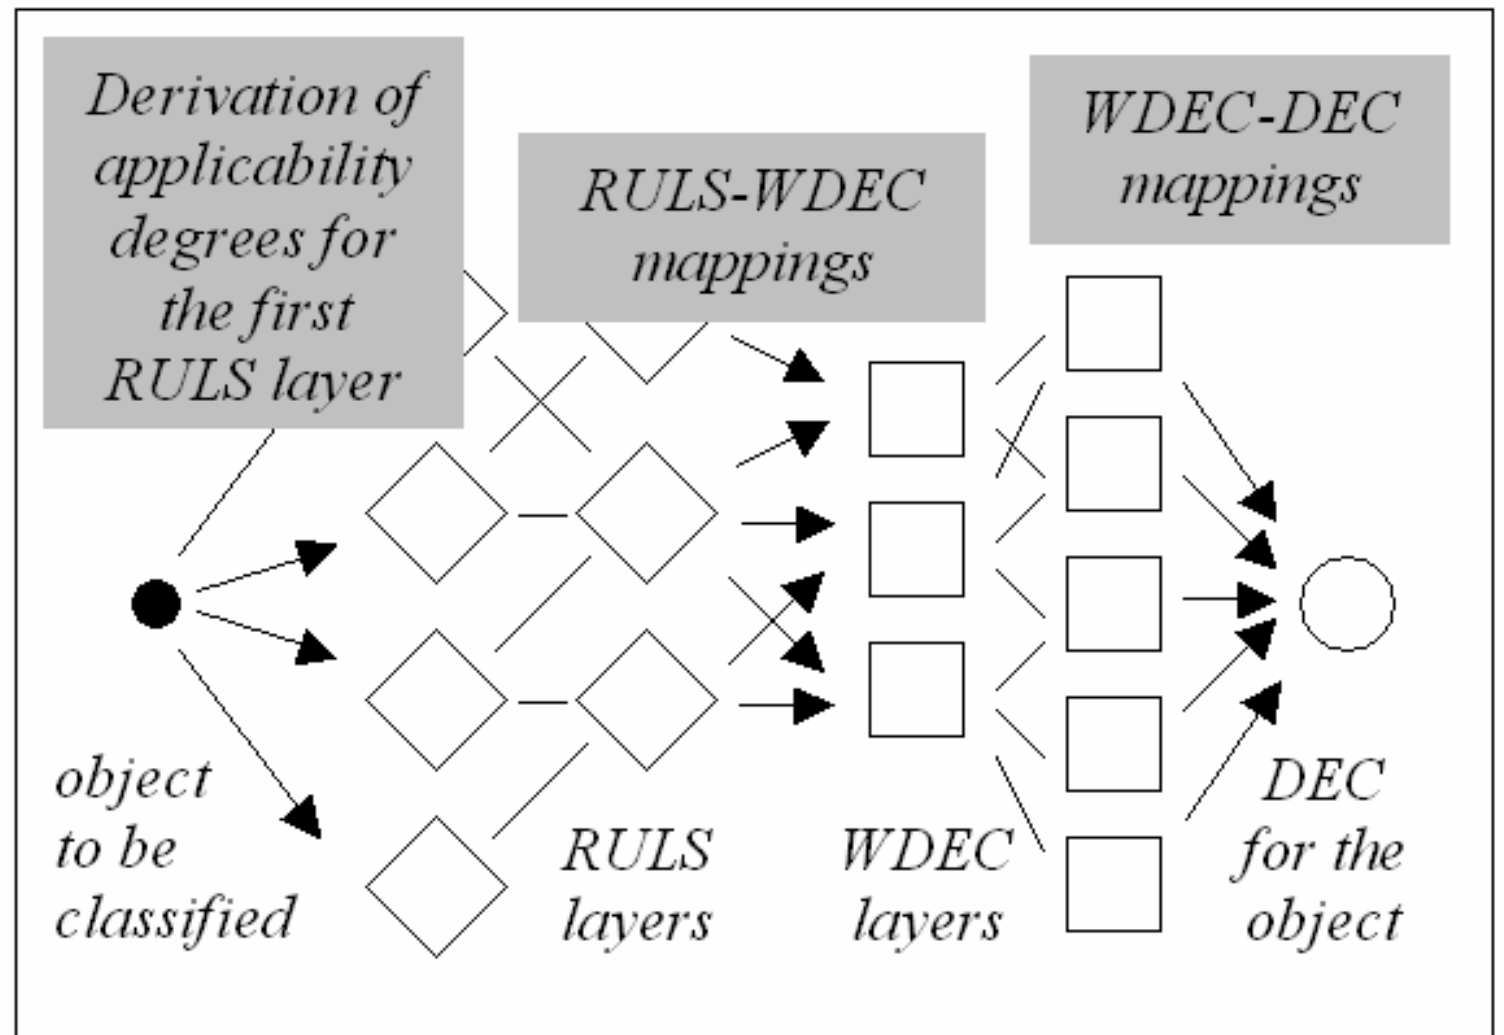 Derivation of
applicability
degrees for
the first
RULS layer
RULS-WDEC
mappings
WDEC-DEC
mappings
object
to be
classified
RULS
layers
WDEC
layers
DEC
for the
object